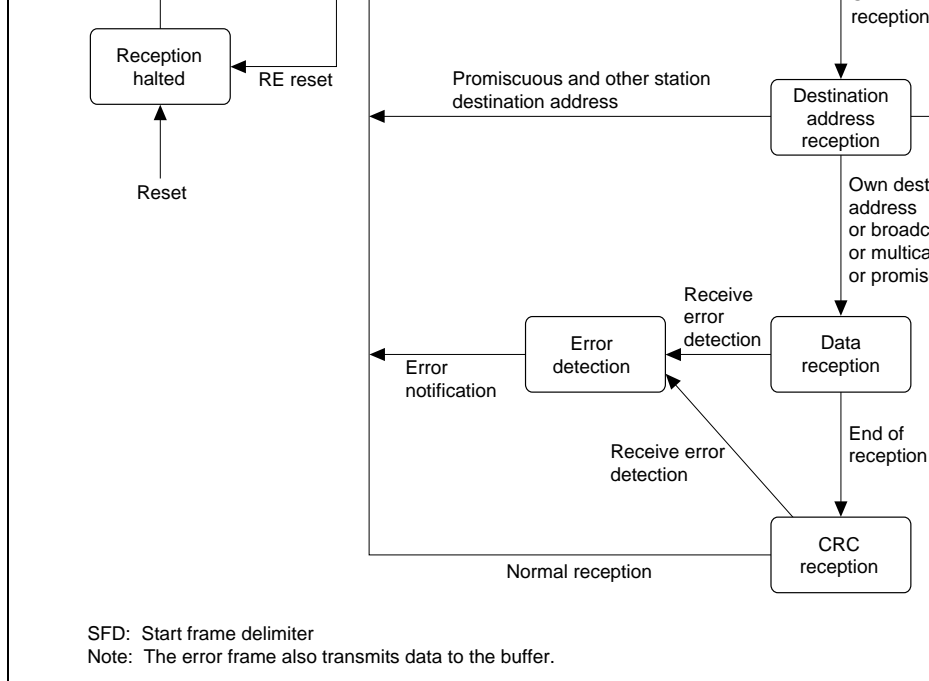 reception
Reception
halted
RE reset
Reset
Promiscuous and other station
destination address
Destination
address
reception
Own dest
address
or broadc
or multica
or promis
Receive
error
detection
Error
detection
Data
reception
Error
notification
End of
reception
Receive error
detection
CRC
reception
Normal reception
SFD: Start frame delimiter
Note: The error frame also transmits data to the buffer.